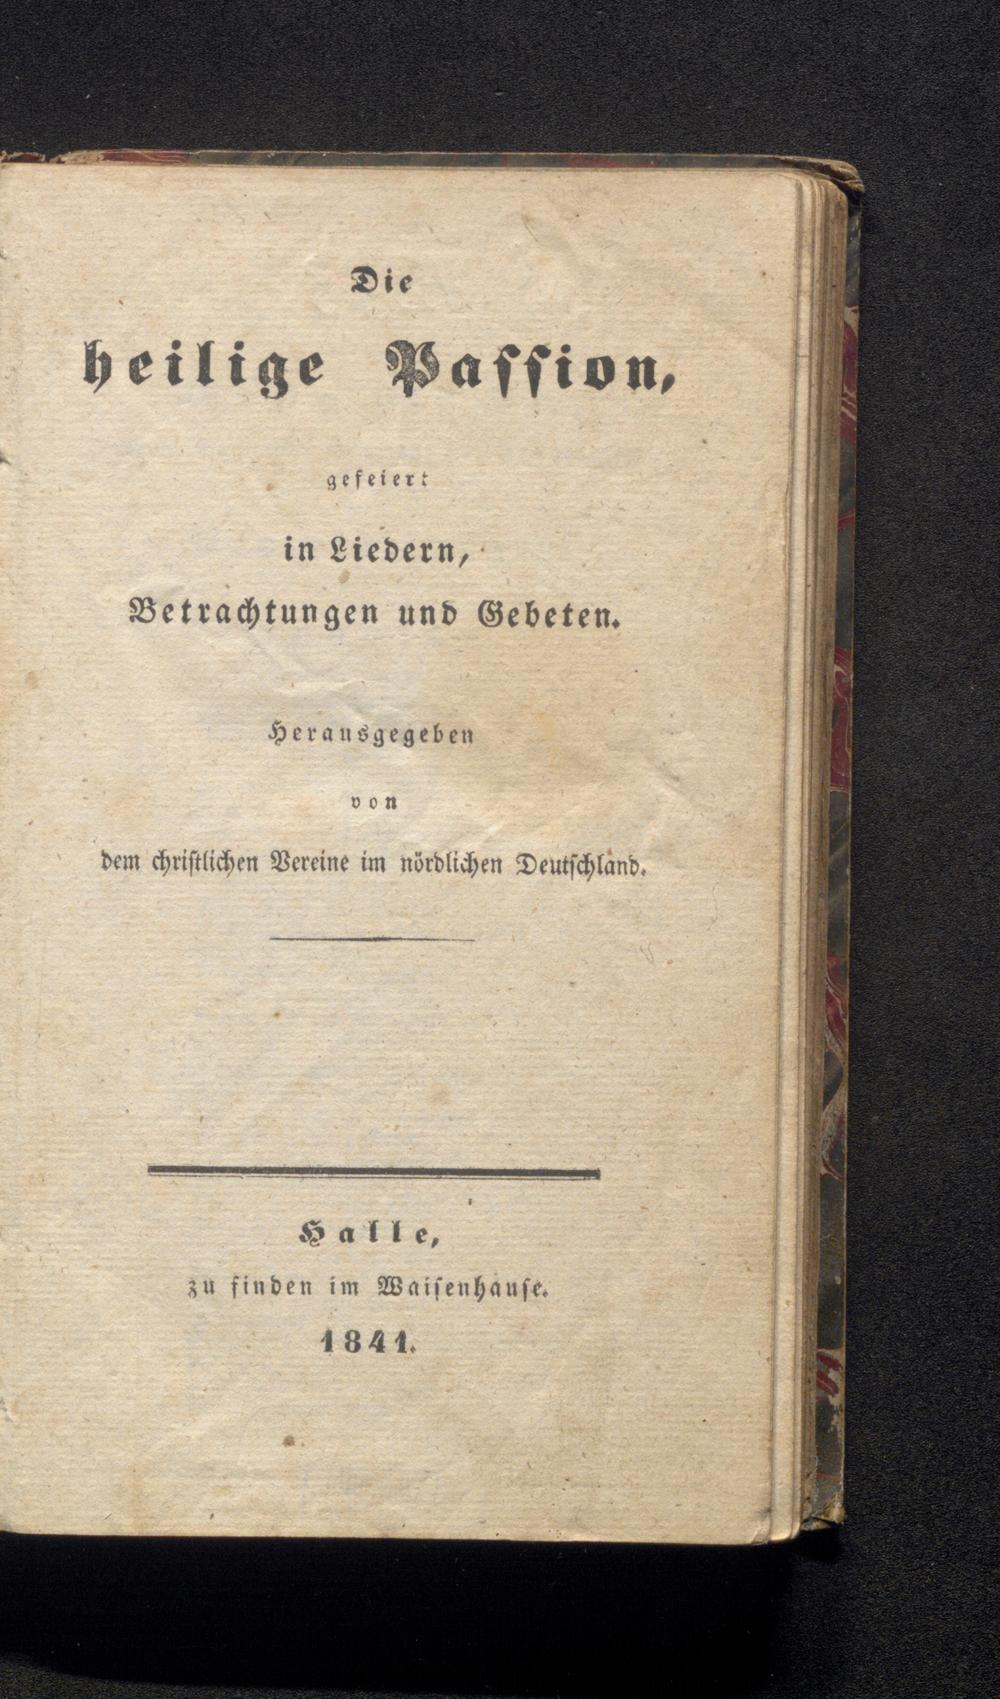 Die
heilige Paſſion,
gefeiert
in Liedern,
Betrachtungen und Gebeten.
Herausgegeben
von
dem chriſtlichen Vereine im nördlichen Deutſchland.
Halle,
zu finden im Waiſenhauſe.
1841.